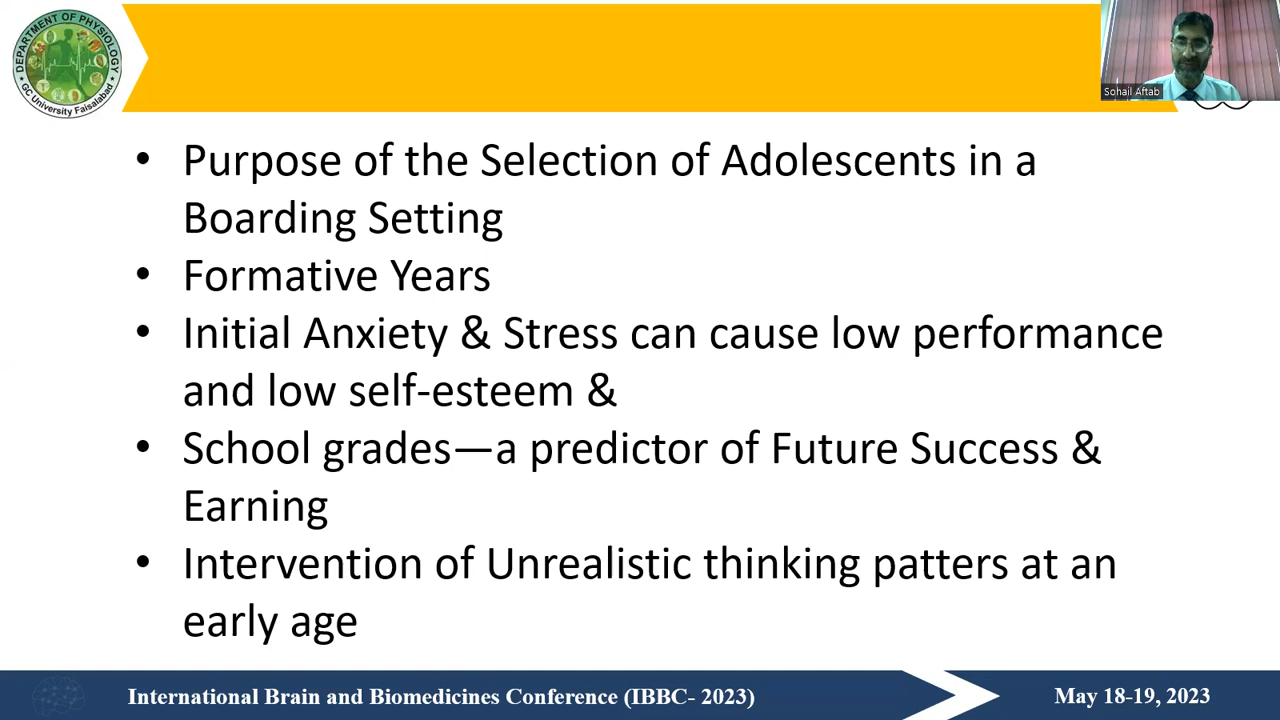 DEPARTMENT OF PHYSIOLOGY
GC University Faisalabad
Sohail Aftab
• Purpose of the Selection of Adolescents in a
Boarding Setting
• Formative Years
• Initial Anxiety & Stress can cause low performance
and low self-esteem &
• School grades—a predictor of Future Success &
Earning
• Intervention of Unrealistic thinking patters at an
early age
International Brain and Biomedicines Conference (IBBC- 2023)
May 18-19, 2023